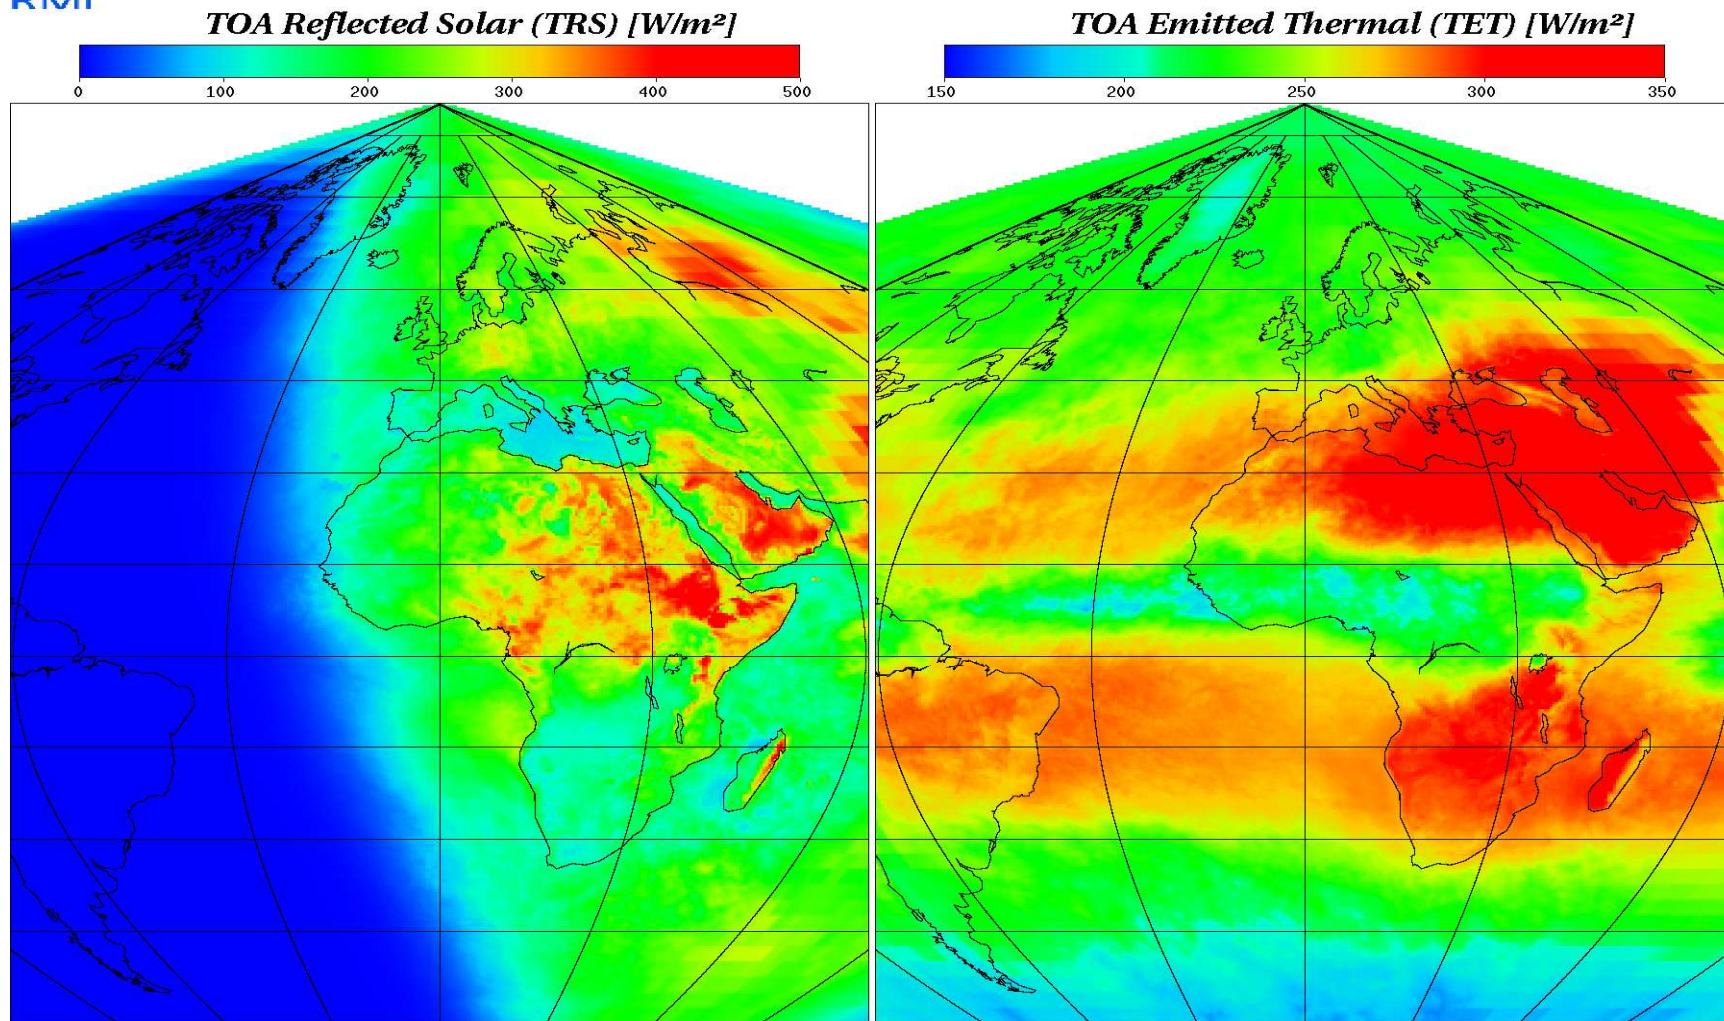 RMI
TOA Reflected Solar (TRS) [W/m²]
0 100 200 300 400 500
TOA Emitted Thermal (TET) [W/m²]
150 200 250 300 350